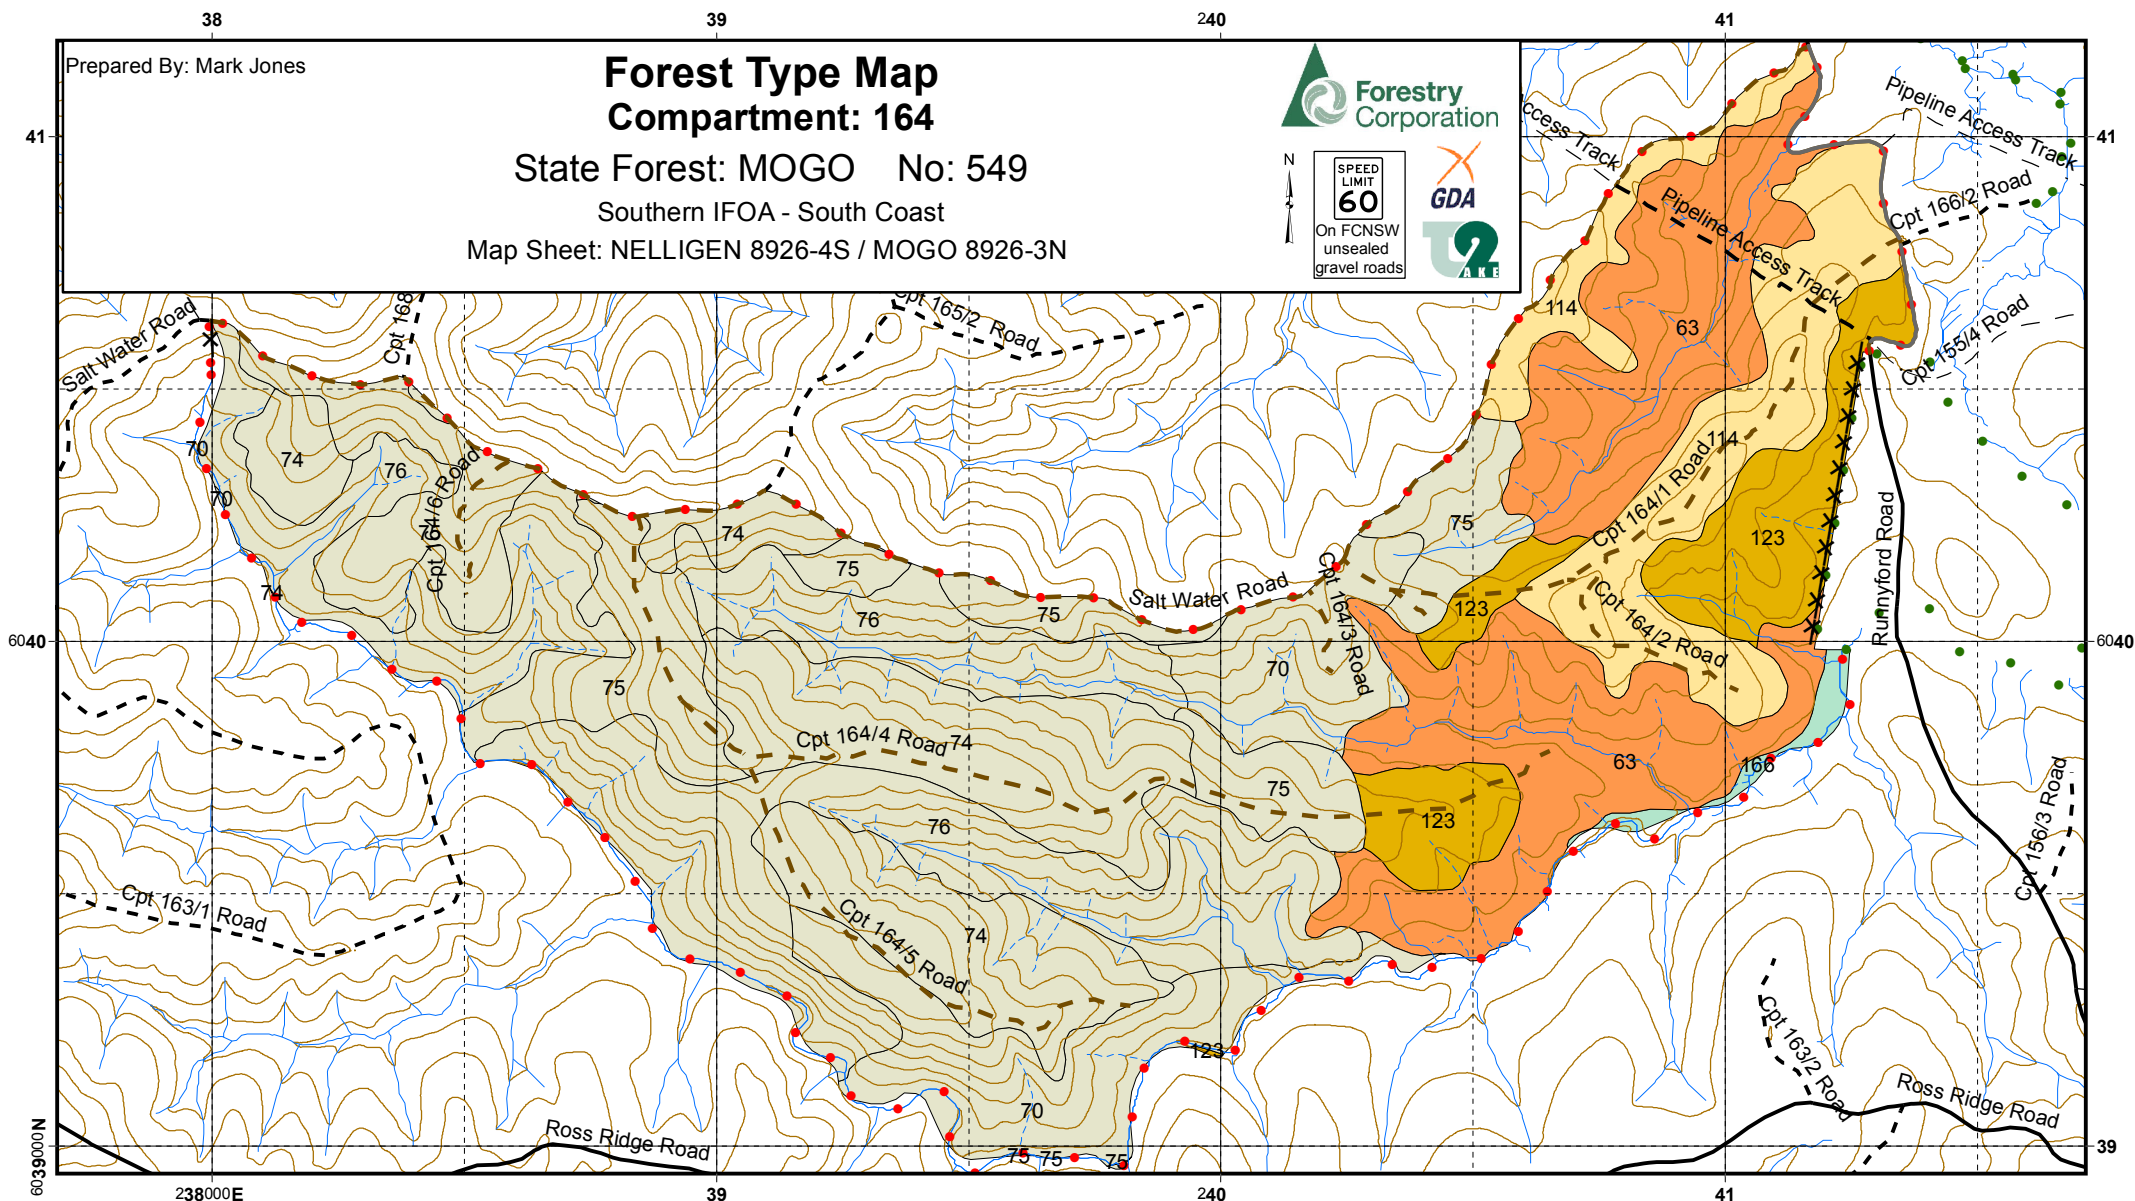 38 39 240 41
Prepared By: Mark Jones
Forest Type Map
Compartment: 164
State Forest: MOGO No: 549
Southern IFOA - South Coast
Map Sheet: NELLIGEN 8926-4S / MOGO 8926-3N
Forestry
Corporation
N
SPEED
LIMIT
60
On FCNSW
unsealed
gravel roads
GDA
T2
AKE
41
41
Access Track
Pipeline Access Track
Pipeline Access Track
Cpt 166/2 Road
Cpt 155/4 Road
Salt Water Road
Cpt 168
Cpt 165/2 Road
114
63
70
74
76
70
Cpt 164/6 Road
75
74
74
75
76
75
Salt Water Road
75
114
Cpt 164/1 Road
123
123
Cpt 164/2 Road
Cpt 164/3 Road
Runnyford Road
6040
6040
70
75
Cpt 164/4 Road
74
75
63
166
76
123
Cpt 163/1 Road
Cpt 164/5 Road
74
Cpt 156/3 Road
Cpt 163/2 Road
123
70
75
75
75
Ross Ridge Road
Ross Ridge Road
6039000N
39
238000E 39 240 41